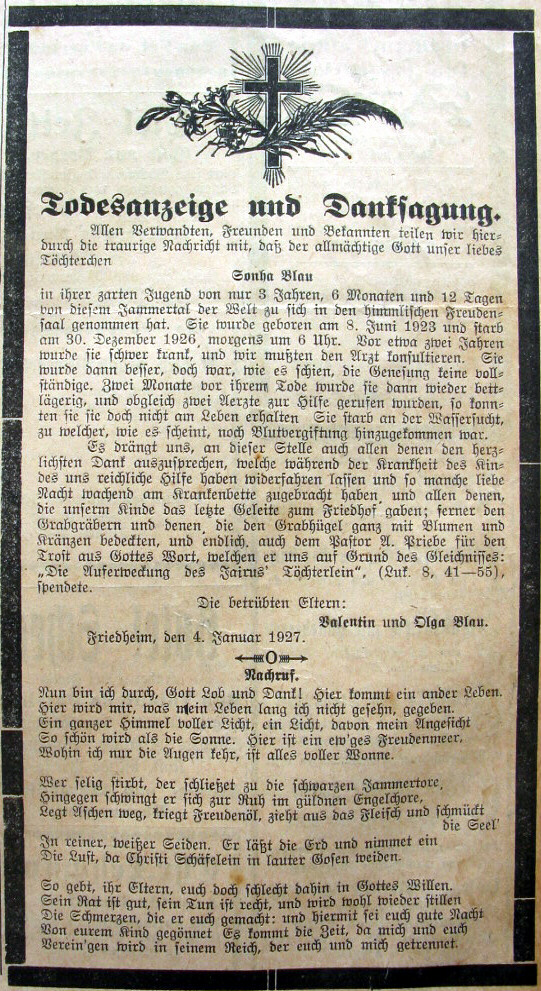 Todesanzeige und Danksagung.
Allen Verwandten, Freunden und Bekannten teilen wir hier-
durch die traurige Nachricht mit, daß der allmächtige Gott unser liebes
Töchterchen
Sonha Blau
in ihrer zarten Jugend von nur 3 Jahren, 6 Monaten und 12 Tagen
von diesem Jammertal der Welt zu sich in den himmlischen Freuden-
saal genommen hat. Sie wurde geboren am 8. Juni 1923 und starb
am 30. Dezember 1926, morgens um 6 Uhr. Vor etwa zwei Jahren
wurde sie schwer krank, und wir mußten den Arzt konsultieren. Sie
wurde dann besser, doch war, wie es schien, die Genesung keine voll-
ständige. Zwei Monate vor ihrem Tode wurde sie dann wieder bett-
lägerig, und obgleich zwei Aerzte zur Hilfe gerufen wurden, so konn-
ten sie sie doch nicht am Leben erhalten Sie starb an der Wassersucht,
zu welcher, wie es scheint, noch Blutvergiftung hinzugekommen war.
Es drängt uns, an dieser Stelle auch allen denen den herz-
lichsten Dank auszusprechen, welche während der Krankheit des Kin-
des uns reichliche Hilfe haben widerfahren lassen und so manche liebe
Nacht wachend am Krankenbette zugebracht haben, und allen denen,
die unserm Kinde das letzte Geleite zum Friedhof gaben; ferner den
Grabgräbern und denen, die den Grabhügel ganz mit Blumen und
Kränzen bedeckten, und endlich, auch dem Pastor A. Priebe für den
Trost aus Gottes Wort, welchen er uns auf Grund des Gleichnisses:
„Die Auferweckung des Jairus' Töchterlein", (Luk. 8, 41—55),
spendete.
Die betrübten Eltern:
Valentin und Olga Blau.
Friedheim, den 4. Januar 1927.
Nachruf.
Nun bin ich durch, Gott Lob und Dank! Hier kommt ein ander Leben.
Hier wird mir, was mein Leben lang ich nicht gesehn, gegeben.
Ein ganzer Himmel voller Licht, ein Licht, davon mein Angesicht
So schön wird als die Sonne. Hier ist ein ew'ges Freudenmeer,
Wohin ich nur die Augen kehr, ist alles voller Wonne.
Wer selig stirbt, der schließet zu die schwarzen Jammertore,
Hingegen schwingt er sich zur Ruh im güldnen Engelchore,
Legt Aschen weg, kriegt Freudenöl, zieht aus das Fleisch und schmückt
die Seel'
In reiner, weißer Seiden. Er läßt die Erd und nimmet ein
Die Lust, da Christi Schäfelein in lauter Gosen weiden.
So gebt, ihr Eltern, euch doch schlecht dahin in Gottes Willen.
Sein Rat ist gut, sein Tun ist recht, und wird wohl wieder stillen
Die Schmerzen, die er euch gemacht: und hiermit sei euch gute Nacht
Von eurem Kind gegönnet Es kommt die Zeit, da mich und euch
Verein'gen wird in seinem Reich, der euch und mich getrennet.